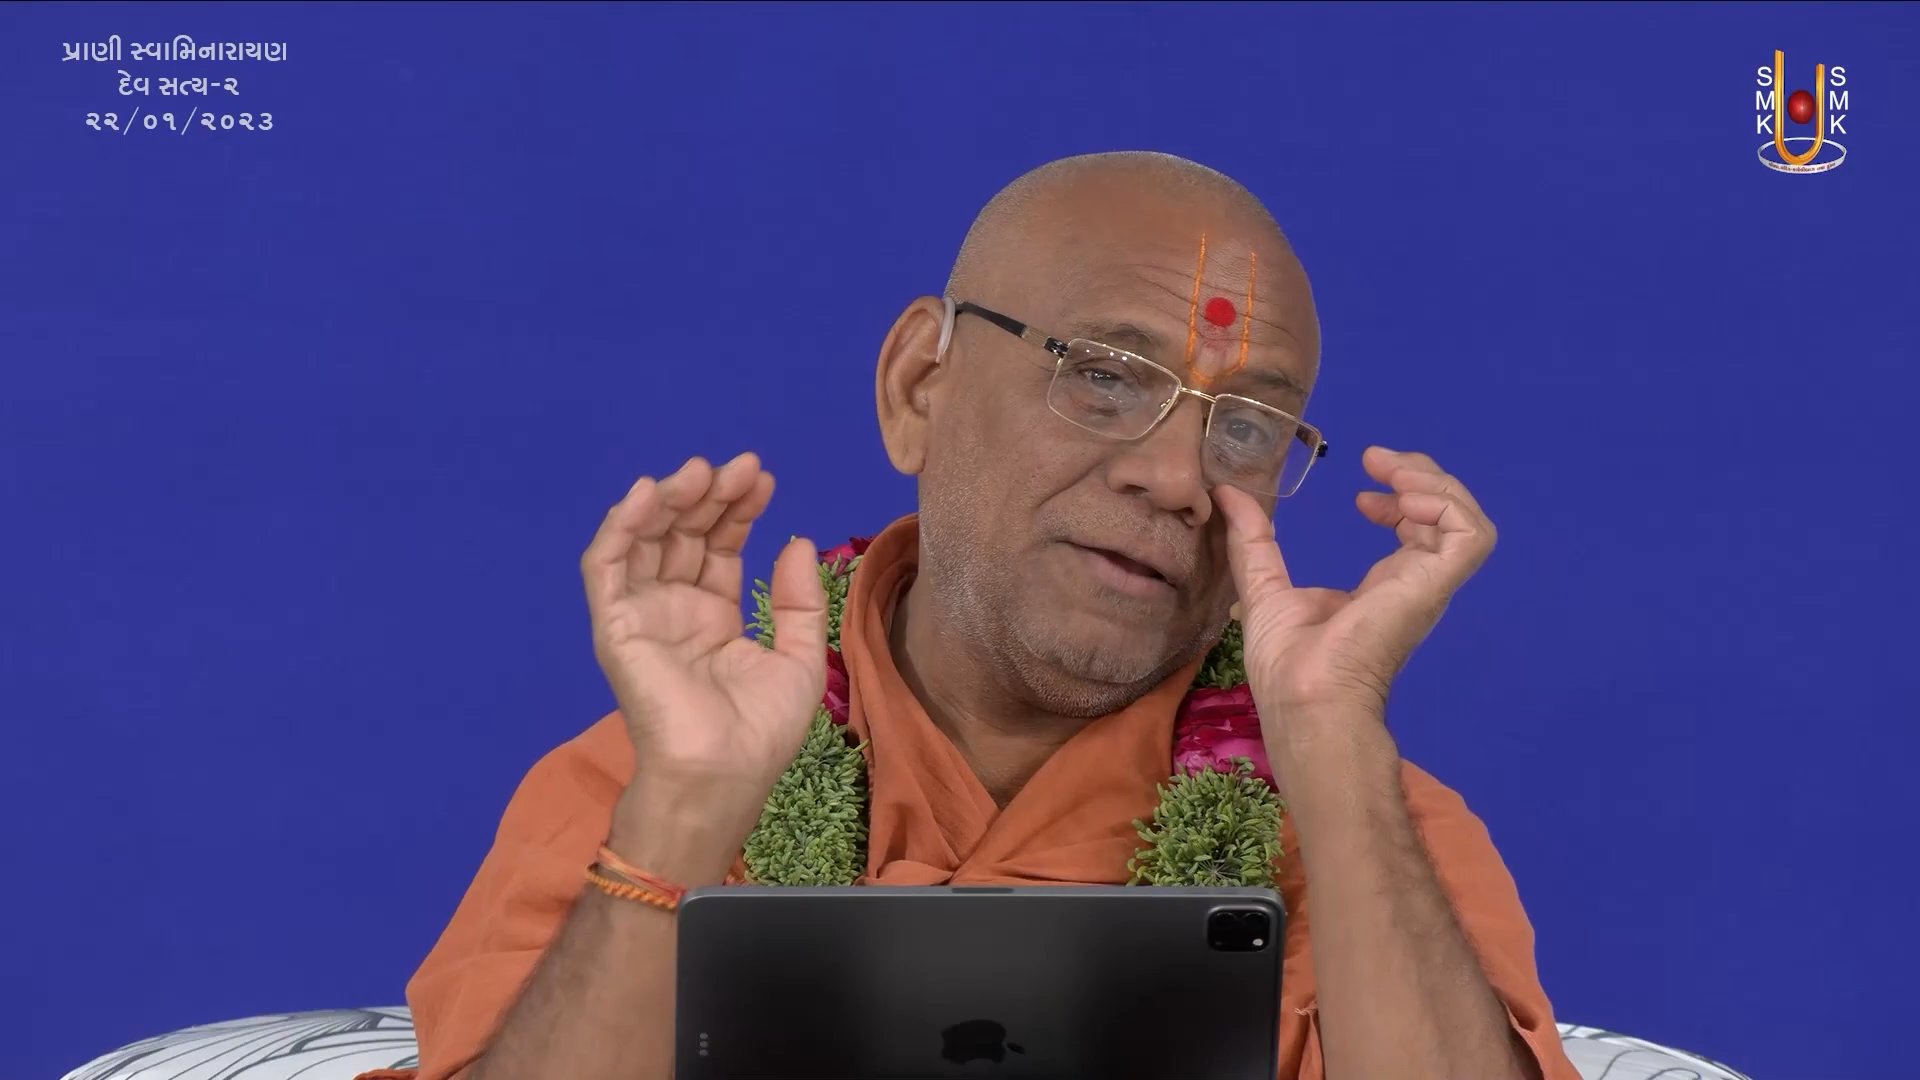 પ્રાણી સ્વામિનારાયણ
દેવ સત્ય-૨
૨૨/૦૧/૨૦૨૩
S S
M M
K K